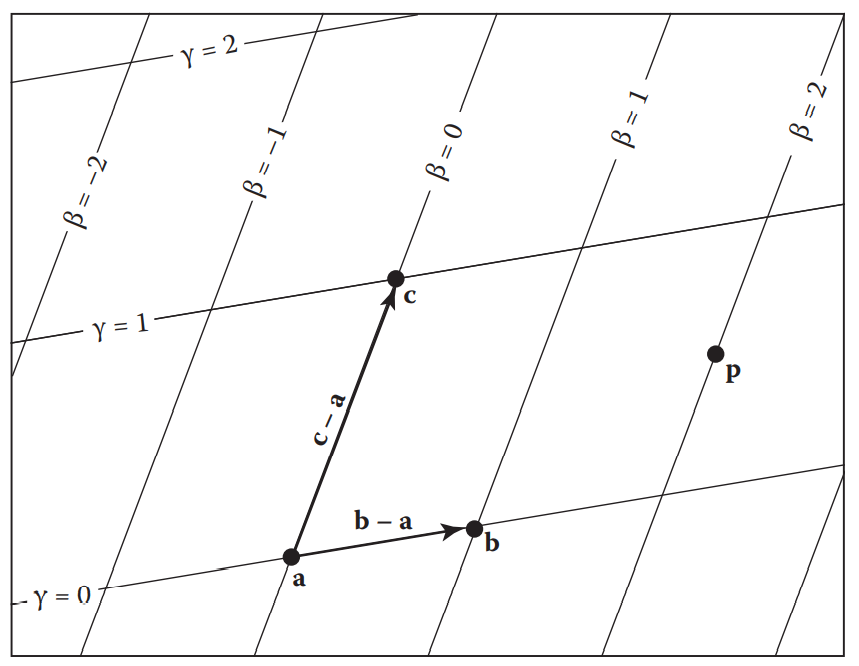 γ = 2
β = −2
β = −1
β = 0
β = 1
β = 2
c
γ = 1
p
c − a
b − a
b
a
γ = 0